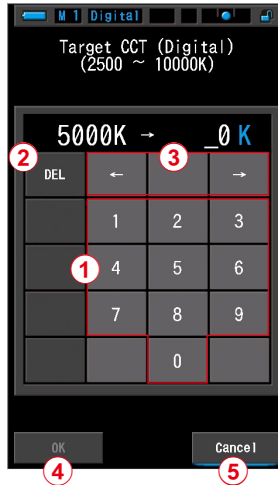 M 1 Digital
Target CCT (Digital)
(2500 ~ 10000K)
5000K → _0 K
2 3
DEL ← →
1 2 3
1 4 5 6
7 8 9
0
OK Cancel
4 5